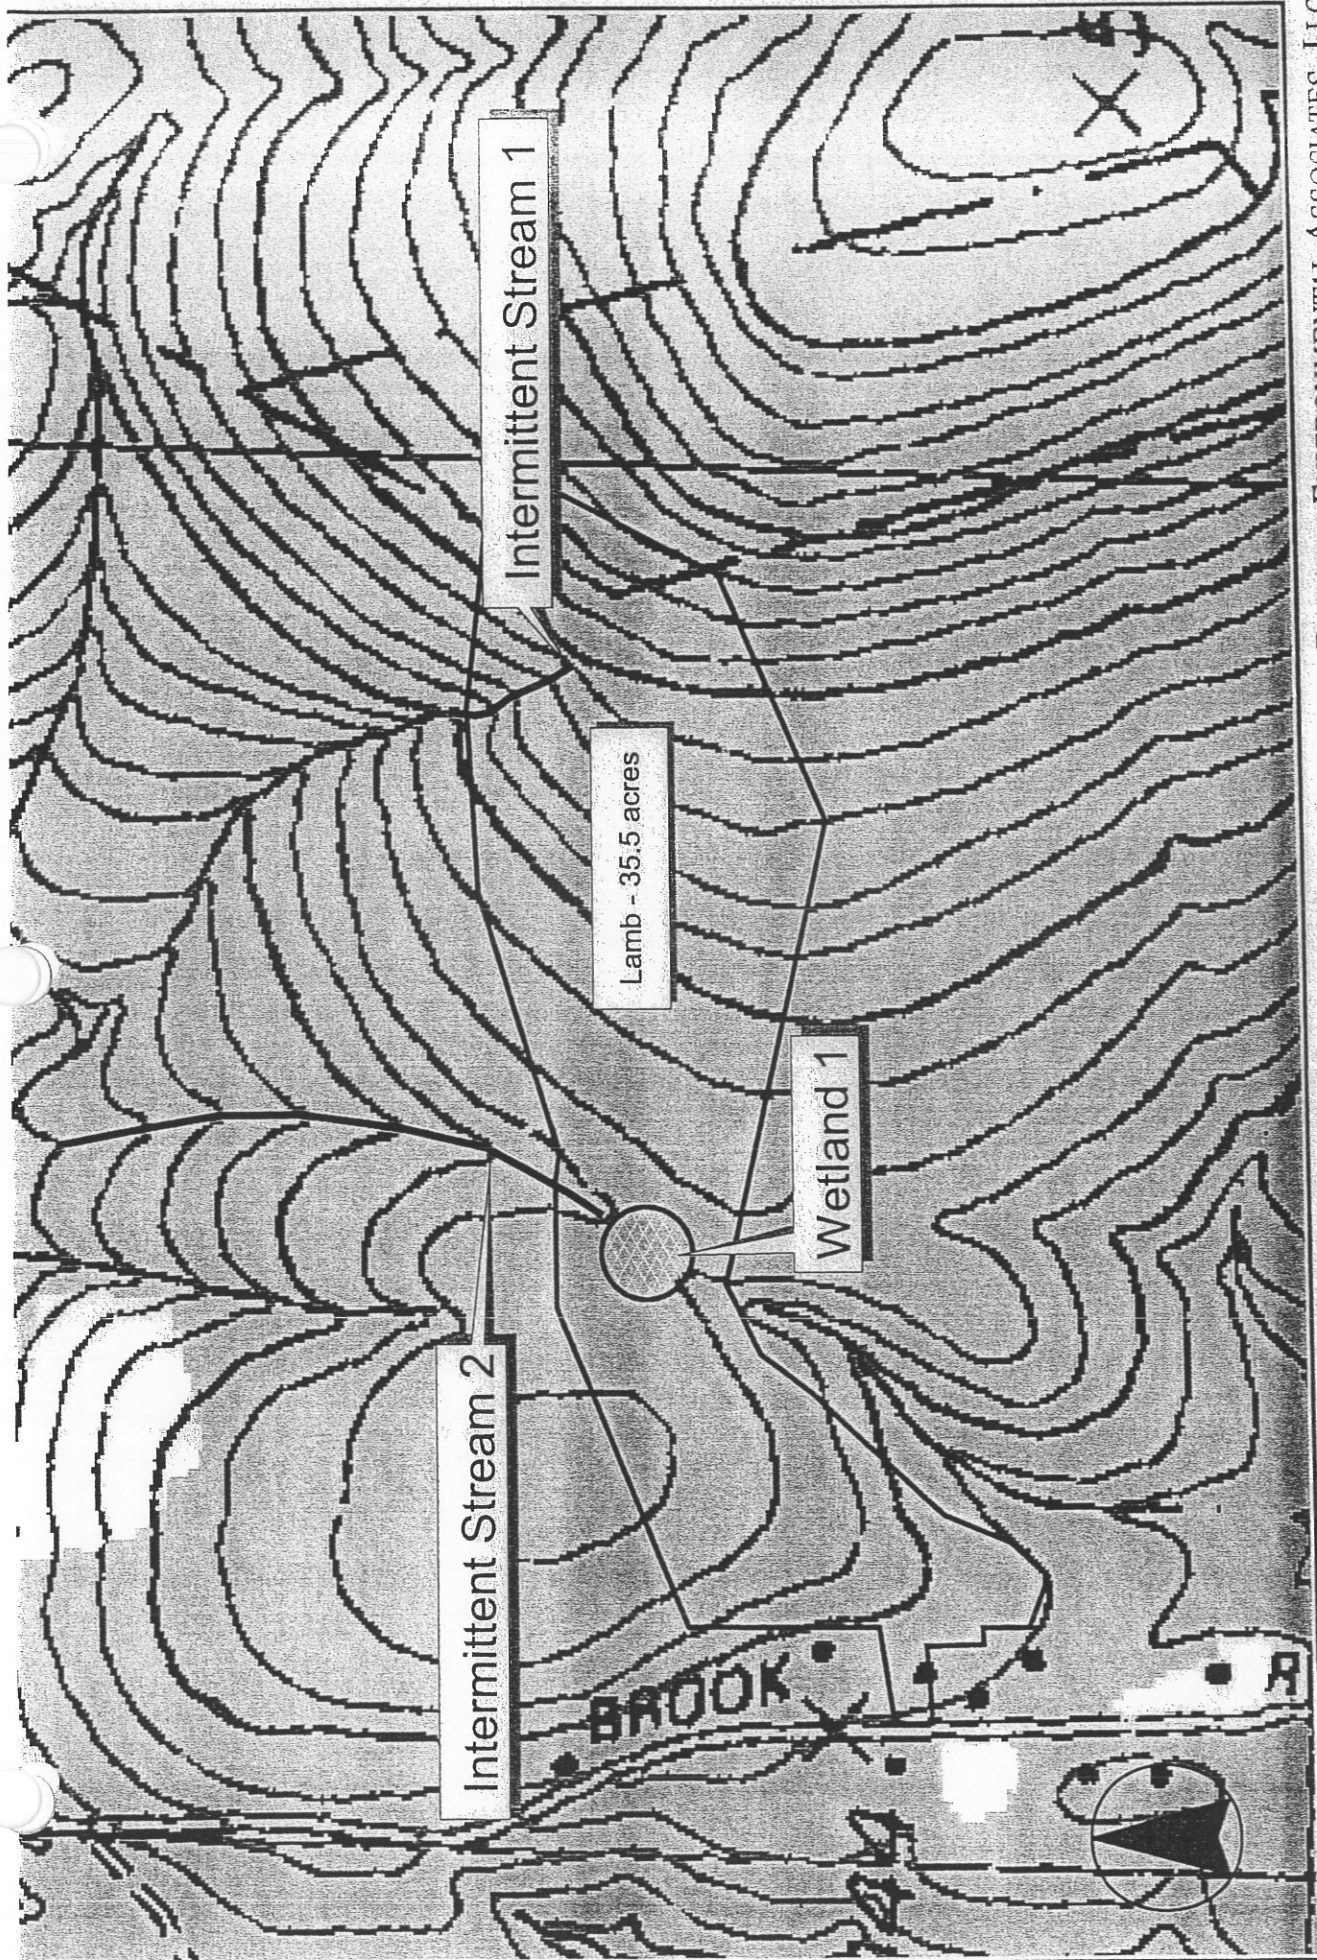 Intermittent Stream 1
Lamb - 35.5 acres
Wetland 1
Intermittent Stream 2
BROOK